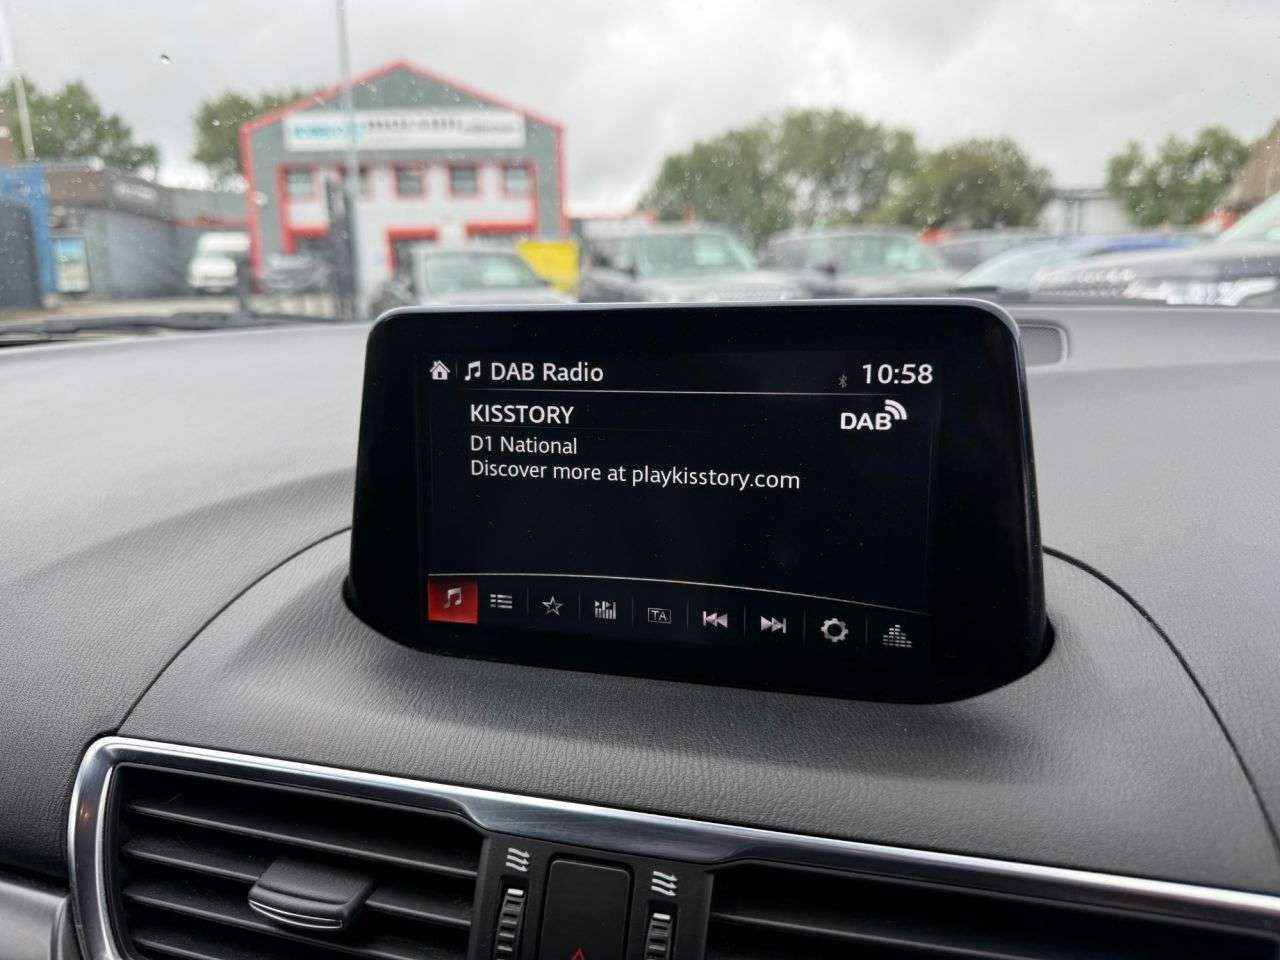 DAB Radio
10:58
KISSTORY
DAB
D1 National
Discover more at playkisstory.com
TA